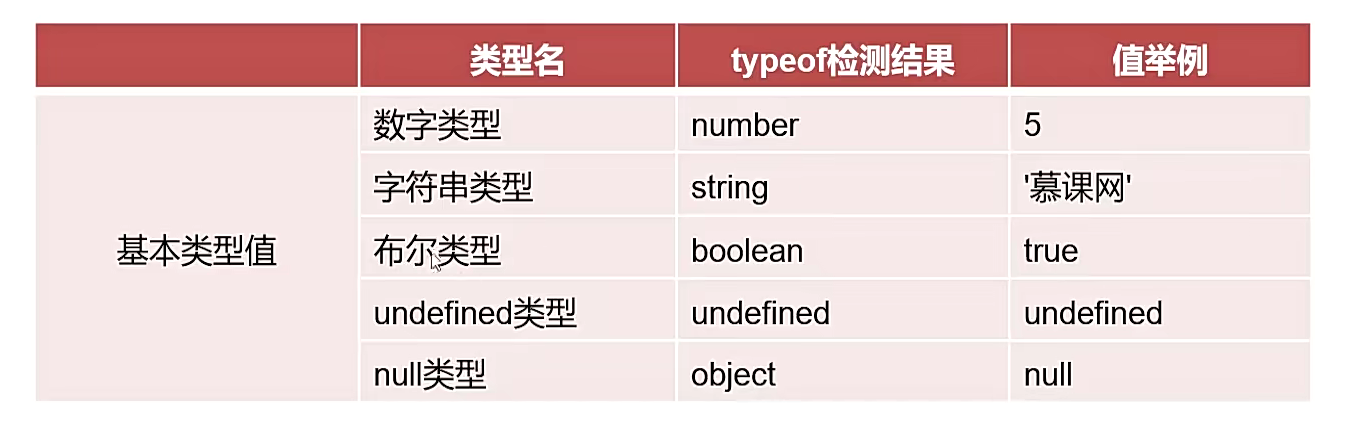 类型名 typeof检测结果 值举例
数字类型 number 5
字符串类型 string '慕课网'
基本类型值 布尔类型 boolean true
undefined类型 undefined undefined
null类型 object null